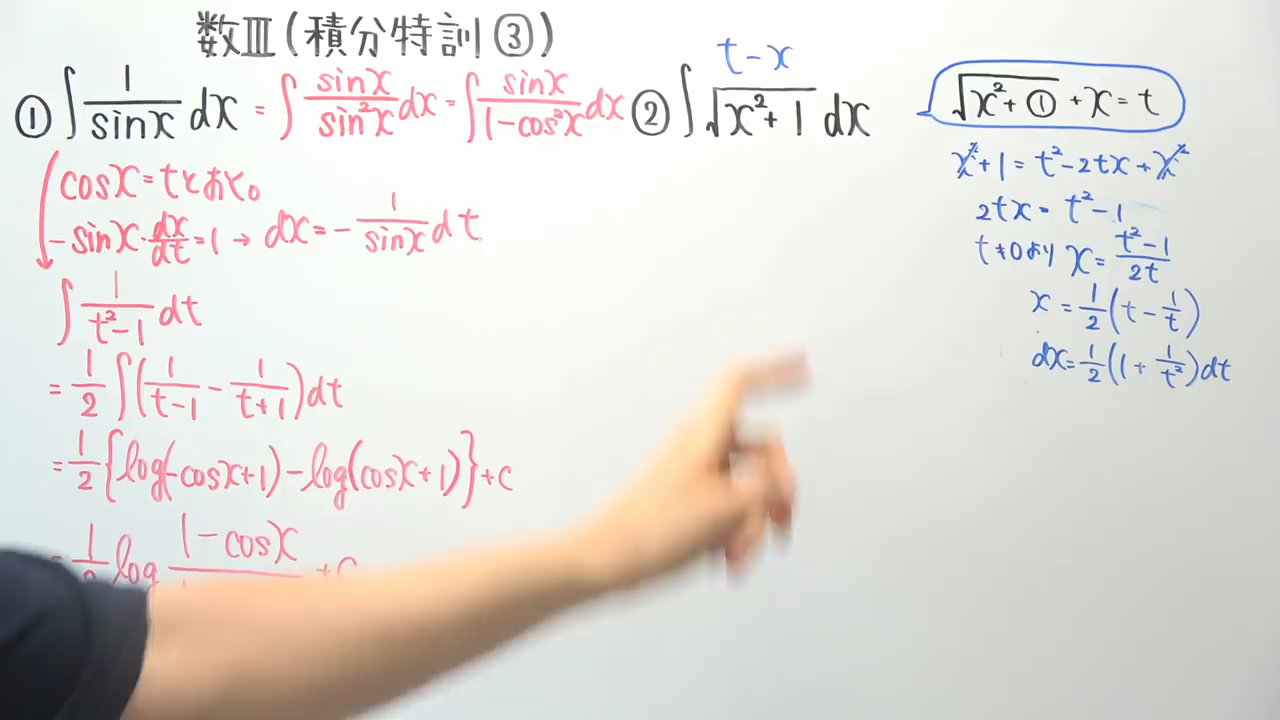 数Ⅲ(積分特訓③)
① ∫ 1/sinx dx = ∫ sinx/sin²x dx = ∫ sinx/1-cos²x dx
cosx=tとおく。
-sinx・dx/dt=1 → dx=-1/sinx dt
∫ 1/t²-1 dt
=1/2 ∫(1/t-1 - 1/t+1)dt
=1/2{log(-cosx+1)-log(cosx+1)}+c
log 1-cosx
t-x
② ∫√x²+1 dx
√x²+① +x=t
x²+1=t²-2tx+x²
2tx=t²-1
t≠0より x=t²-1/2t
x=1/2(t-1/t)
dx=1/2(1+1/t²)dt